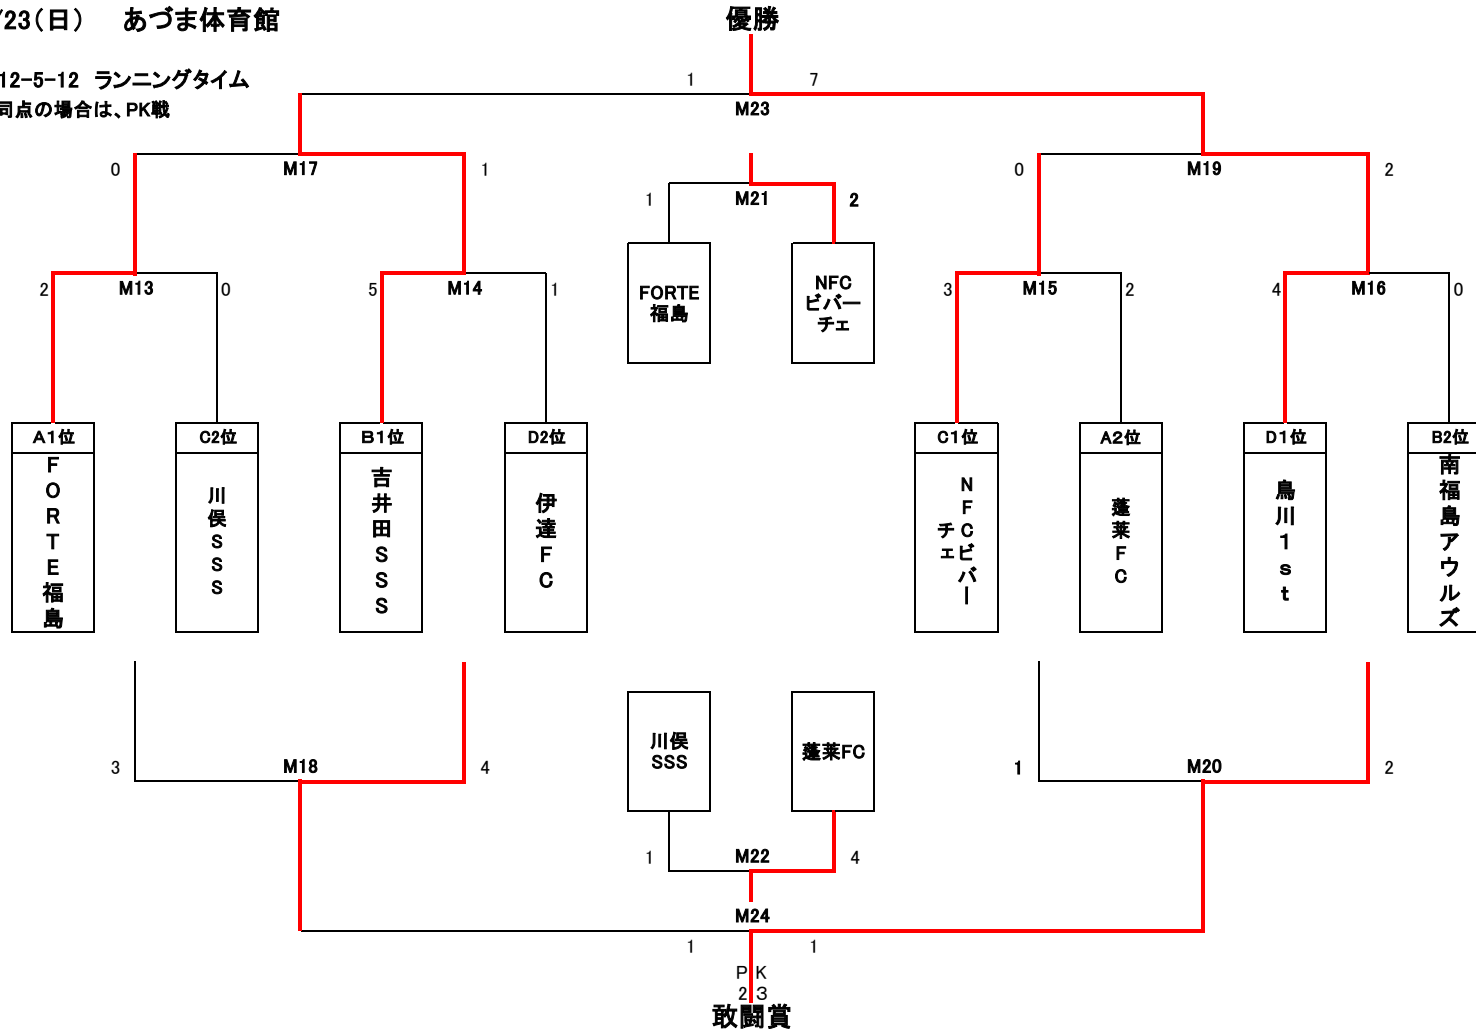 /23(日)　あづま体育館
優勝
12-5-12 ランニングタイム
同点の場合は、PK戦
1
7
M23
0
M17
1
0
M19
2
1
M21
2
FORTE
福島
NFC
ビバー
チェ
2
M13
0
5
M14
1
3
M15
2
4
M16
0
A1位
C2位
B1位
D2位
C1位
A2位
D1位
B2位
FORTE福島
川俣SSS
吉井田SSS
伊達FC
NFCビバー
チェ
蓬莱FC
鳥川1st
南福島アウルズ
3
M18
4
川俣
SSS
蓬莱FC
1
M20
2
1
M22
4
M24
1
1
PK
2 3
敢闘賞